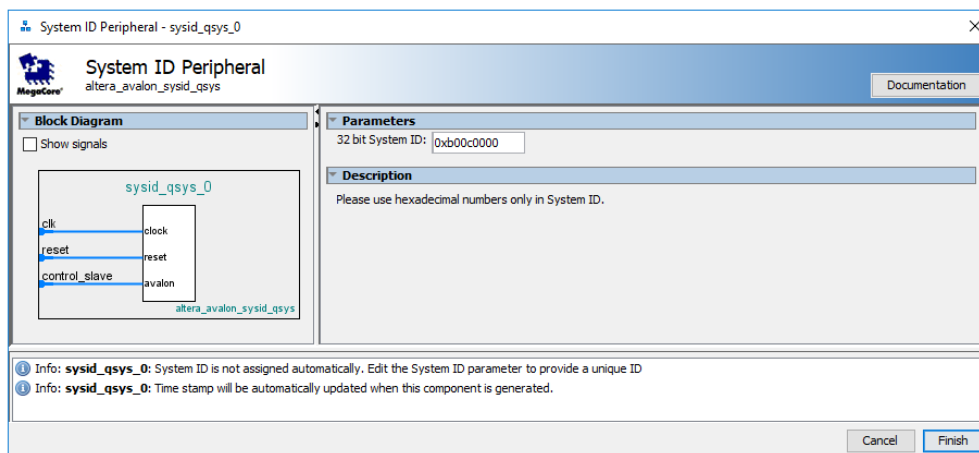 System ID Peripheral - sysid_qsys_0
System ID Peripheral
altera_avalon_sysid_qsys
MegaCore'
Documentation
Block Diagram
Show signals
sysid_qsys_0
clk
clock
reset
reset
control_slave
avalon
altera_avalon_sysid_qsys
Parameters
32 bit System ID: 0xb00c0000
Description
Please use hexadecimal numbers only in System ID.
Info: sysid_qsys_0: System ID is not assigned automatically. Edit the System ID parameter to provide a unique ID
Info: sysid_qsys_0: Time stamp will be automatically updated when this component is generated.
Cancel Finish